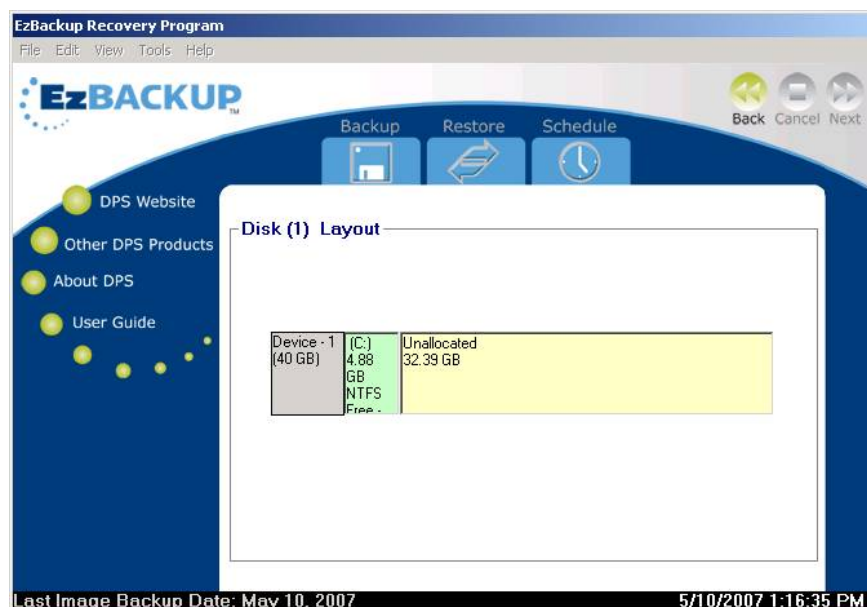 EzBackup Recovery Program
File Edit View Tools Help
EzBACKUP
TM
Back Cancel Next
Backup Restore Schedule
DPS Website
Other DPS Products
About DPS
User Guide
Disk (1) Layout
Device - 1
(40 GB)
(C:)
4.88
GB
NTFS
Free -
Unallocated
32.39 GB
Last Image Backup Date: May 10, 2007
5/10/2007 1:16:35 PM